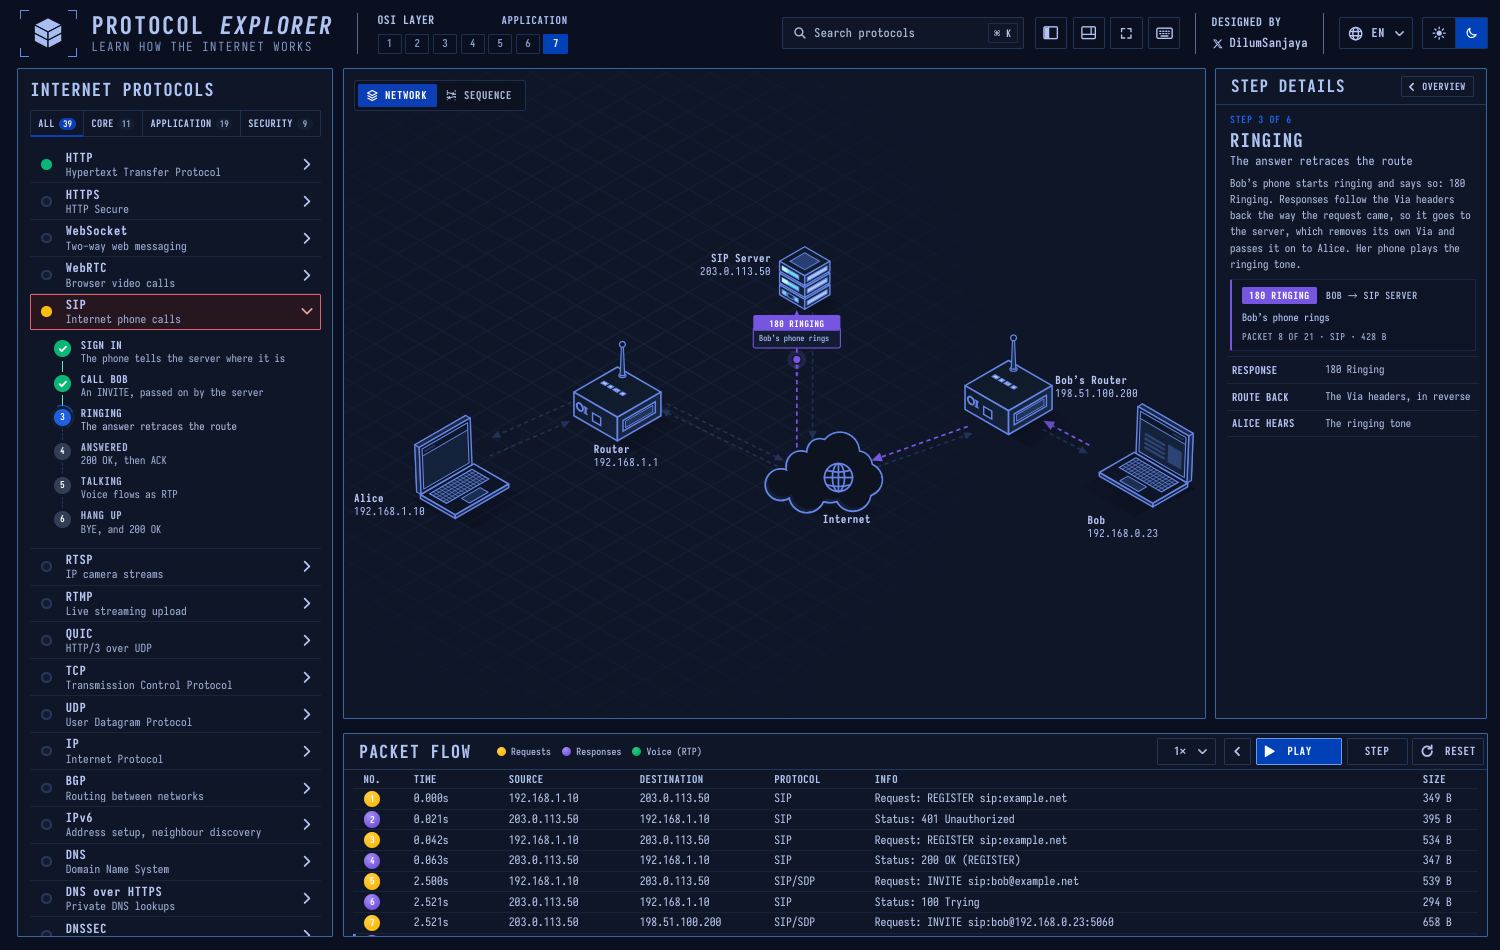 PROTOCOL EXPLORER
LEARN HOW THE INTERNET WORKS
OSI LAYER APPLICATION
1 2 3 4 5 6 7
Search protocols ⌘ K
DESIGNED BY
DilumSanjaya
EN
INTERNET PROTOCOLS
ALL 39 CORE 11 APPLICATION 19 SECURITY 9
HTTP
Hypertext Transfer Protocol
HTTPS
HTTP Secure
WebSocket
Two-way web messaging
WebRTC
Browser video calls
SIP
Internet phone calls
SIGN IN
The phone tells the server where it is
CALL BOB
An INVITE, passed on by the server
3 RINGING
The answer retraces the route
4 ANSWERED
200 OK, then ACK
5 TALKING
Voice flows as RTP
6 HANG UP
BYE, and 200 OK
RTSP
IP camera streams
RTMP
Live streaming upload
QUIC
HTTP/3 over UDP
TCP
Transmission Control Protocol
UDP
User Datagram Protocol
IP
Internet Protocol
BGP
Routing between networks
IPv6
Address setup, neighbour discovery
DNS
Domain Name System
DNS over HTTPS
Private DNS lookups
DNSSEC
NETWORK SEQUENCE
SIP Server
203.0.113.50
180 RINGING
Bob's phone rings
Router
192.168.1.1
Bob's Router
198.51.100.200
Alice
192.168.1.10
Internet
Bob
192.168.0.23
STEP DETAILS OVERVIEW
STEP 3 OF 6
RINGING
The answer retraces the route
Bob's phone starts ringing and says so: 180
Ringing. Responses follow the Via headers
back the way the request came, so it goes to
the server, which removes its own Via and
passes it on to Alice. Her phone plays the
ringing tone.
180 RINGING BOB → SIP SERVER
Bob's phone rings
PACKET 8 OF 21 · SIP · 428 B
RESPONSE 180 Ringing
ROUTE BACK The Via headers, in reverse
ALICE HEARS The ringing tone
PACKET FLOW Requests Responses Voice (RTP) 1× PLAY STEP RESET
NO. TIME SOURCE DESTINATION PROTOCOL INFO SIZE
1 0.000s 192.168.1.10 203.0.113.50 SIP Request: REGISTER sip:example.net 349 B
2 0.021s 203.0.113.50 192.168.1.10 SIP Status: 401 Unauthorized 395 B
3 0.042s 192.168.1.10 203.0.113.50 SIP Request: REGISTER sip:example.net 534 B
4 0.063s 203.0.113.50 192.168.1.10 SIP Status: 200 OK (REGISTER) 347 B
5 2.500s 192.168.1.10 203.0.113.50 SIP/SDP Request: INVITE sip:bob@example.net 539 B
6 2.521s 203.0.113.50 192.168.1.10 SIP Status: 100 Trying 294 B
7 2.521s 203.0.113.50 198.51.100.200 SIP/SDP Request: INVITE sip:bob@192.168.0.23:5060 658 B